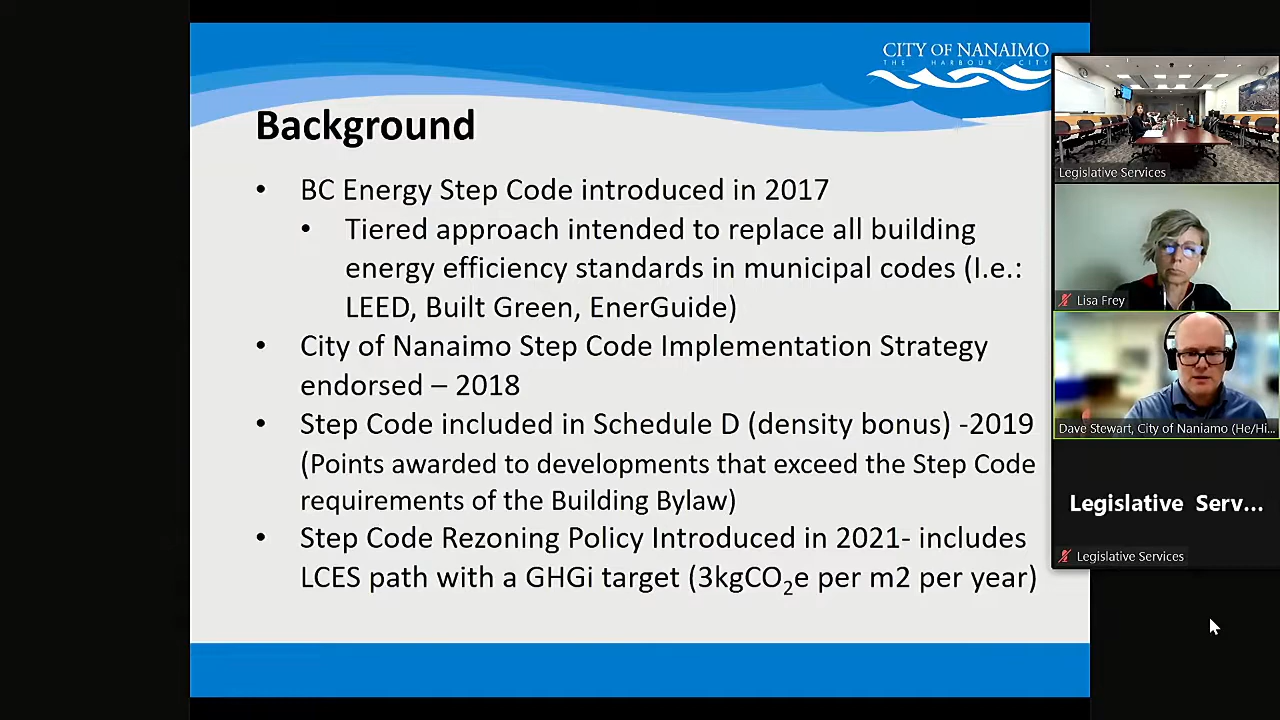 CITY OF NANAIMO
THE HARBOUR CITY
Background
• BC Energy Step Code introduced in 2017
• Tiered approach intended to replace all building
energy efficiency standards in municipal codes (I.e.:
LEED, Built Green, EnerGuide)
• City of Nanaimo Step Code Implementation Strategy
endorsed – 2018
• Step Code included in Schedule D (density bonus) -2019
(Points awarded to developments that exceed the Step Code
requirements of the Building Bylaw)
• Step Code Rezoning Policy Introduced in 2021- includes
LCES path with a GHGi target (3kgCO₂e per m2 per year)
Legislative Services
Lisa Frey
Dave Stewart, City of Naniamo (He/Hi...
Legislative Serv...
Legislative Services